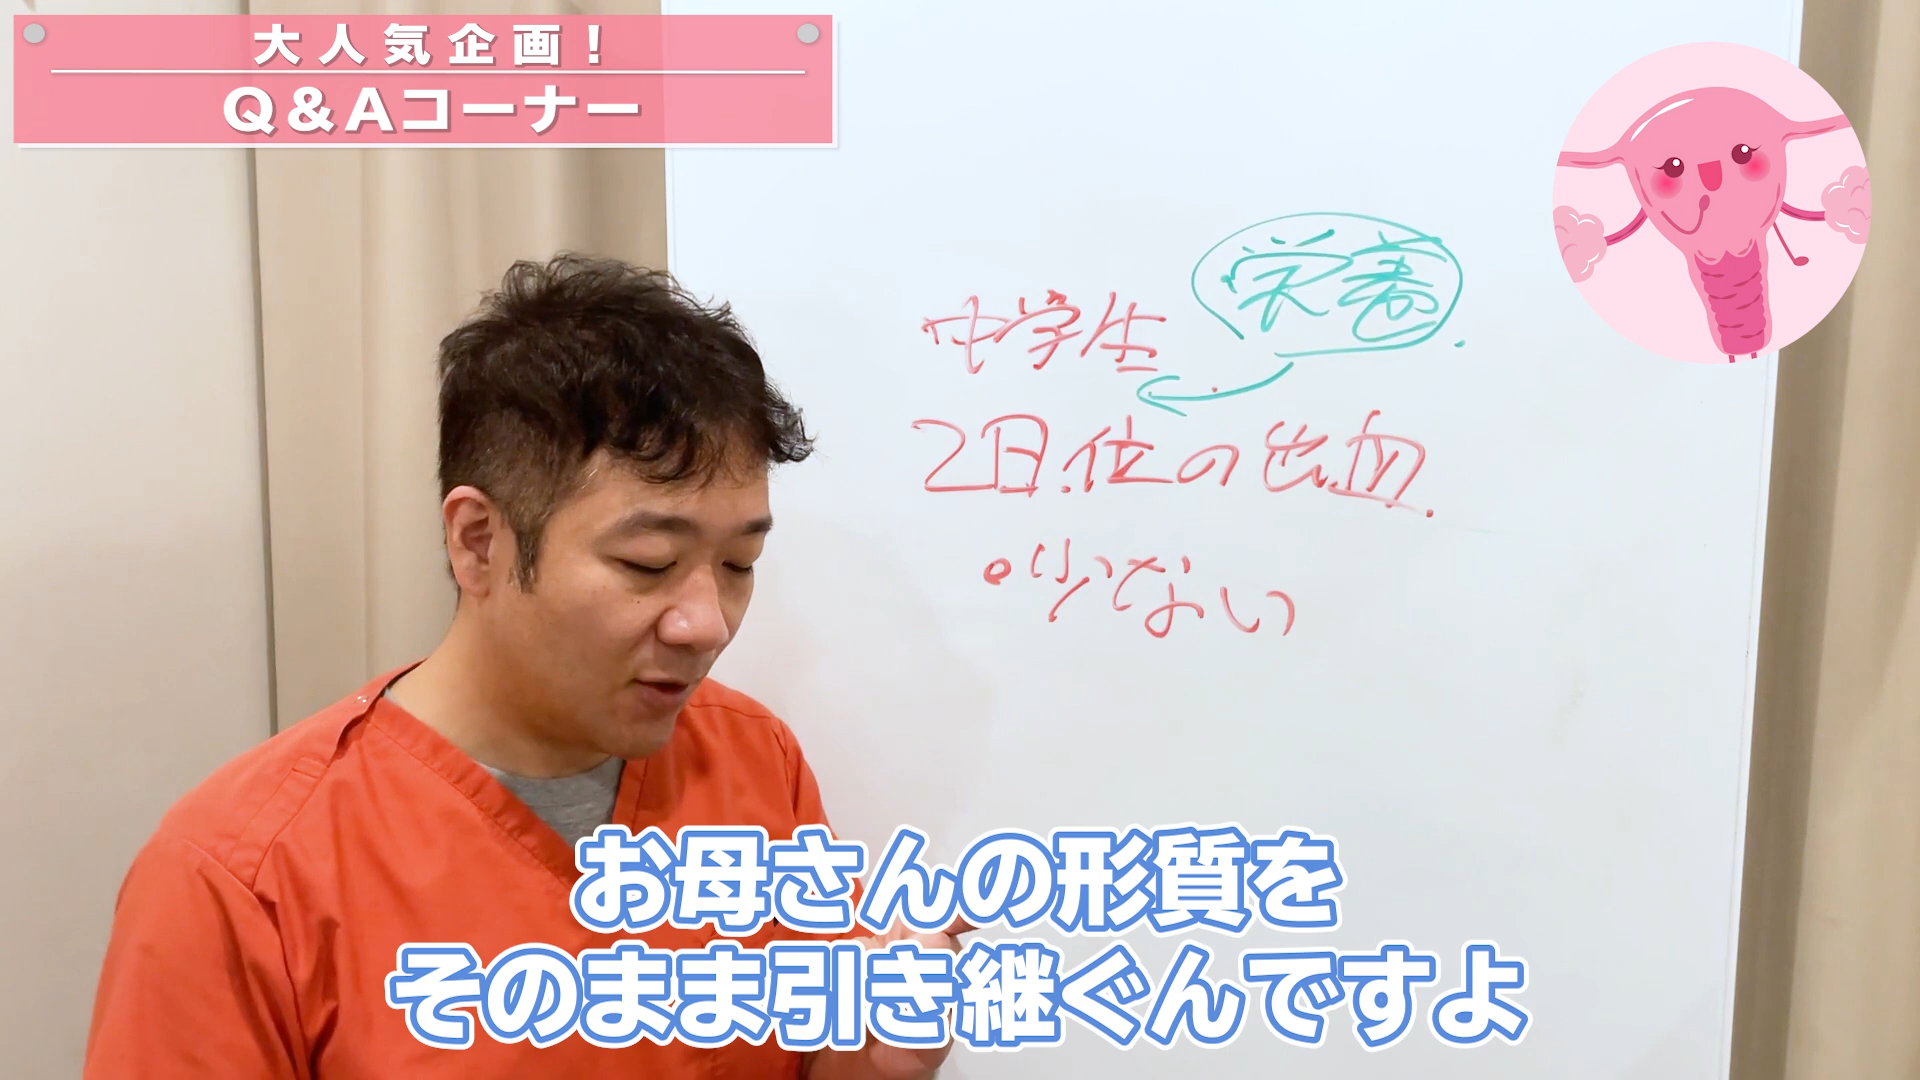 大人気企画！
Q&Aコーナー
栄養
中学生
2日位の出血
・少ない
お母さんの形質を
そのまま引き継ぐんですよ